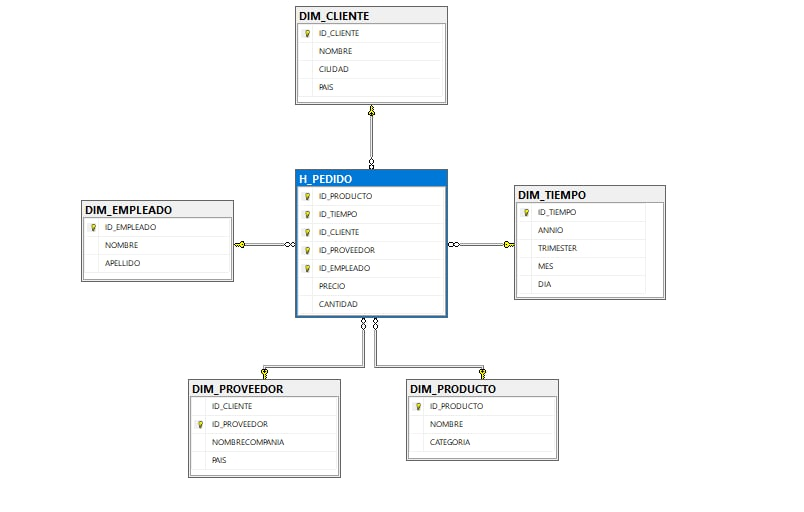 DIM_CLIENTE
ID_CLIENTE
NOMBRE
CIUDAD
PAIS
H_PEDIDO
ID_PRODUCTO
ID_TIEMPO
ID_CLIENTE
ID_PROVEEDOR
ID_EMPLEADO
PRECIO
CANTIDAD
DIM_EMPLEADO
ID_EMPLEADO
NOMBRE
APELLIDO
DIM_TIEMPO
ID_TIEMPO
ANNIO
TRIMESTER
MES
DIA
DIM_PROVEEDOR
ID_CLIENTE
ID_PROVEEDOR
NOMBRECOMPANIA
PAIS
DIM_PRODUCTO
ID_PRODUCTO
NOMBRE
CATEGORIA